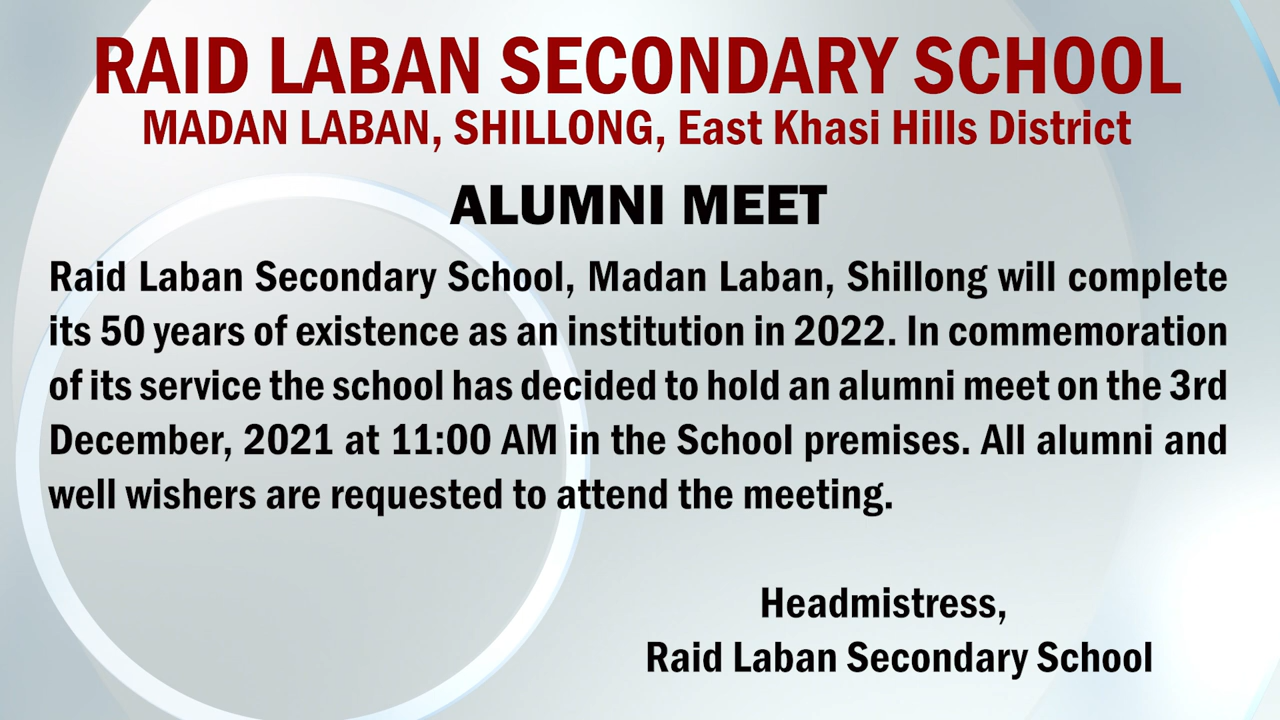 RAID LABAN SECONDARY SCHOOL
MADAN LABAN, SHILLONG, East Khasi Hills District
ALUMNI MEET
Raid Laban Secondary School, Madan Laban, Shillong will complete
its 50 years of existence as an institution in 2022. In commemoration
of its service the school has decided to hold an alumni meet on the 3rd
December, 2021 at 11:00 AM in the School premises. All alumni and
well wishers are requested to attend the meeting.
Headmistress,
Raid Laban Secondary School